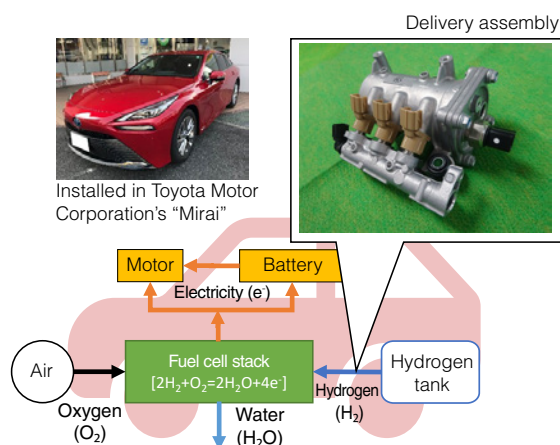 Delivery assembly
Installed in Toyota Motor
Corporation's “Mirai”
Motor
Battery
Electricity (e⁻)
Air
Fuel cell stack
[2H₂+O₂=2H₂O+4e⁻]
Hydrogen
tank
Oxygen
(O₂)
Water
(H₂O)
Hydrogen
(H₂)